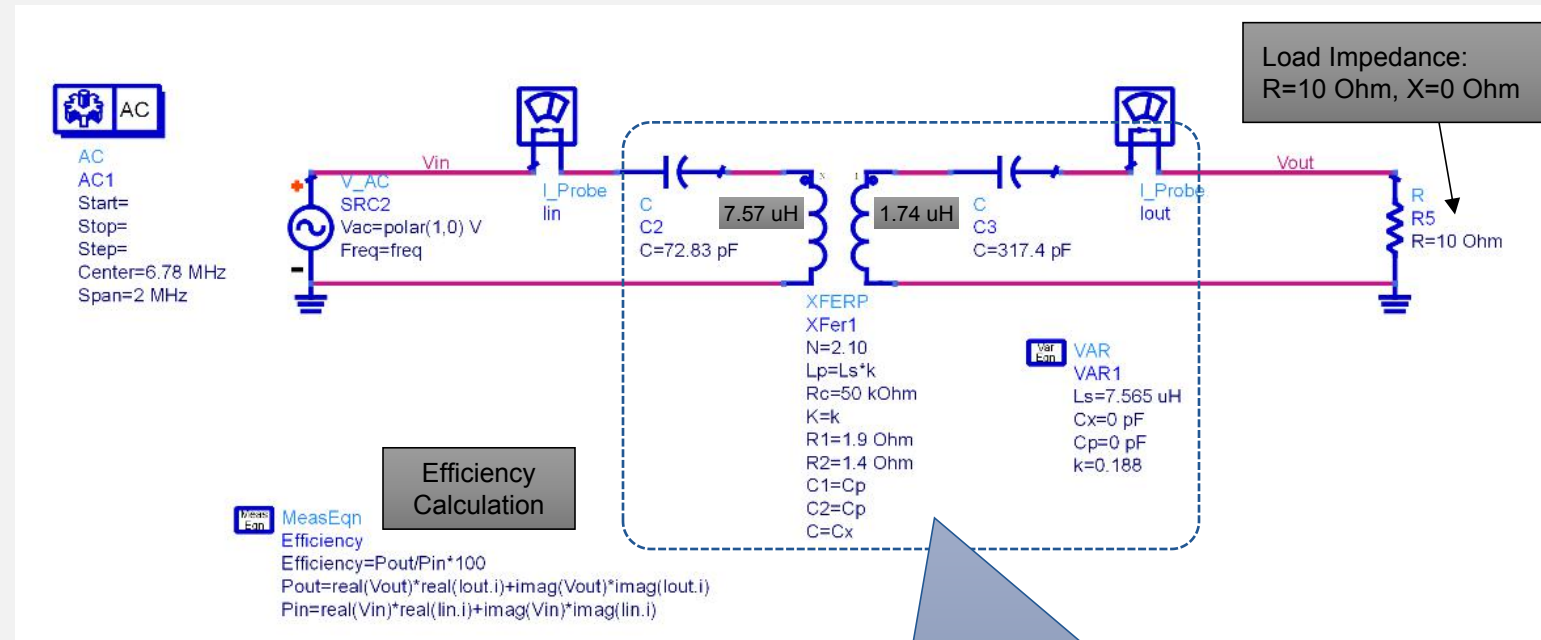 Load Impedance:
R=10 Ohm, X=0 Ohm
AC
AC
AC1
Start=
Stop=
Step=
Center=6.78 MHz
Span=2 MHz
Vin
V_AC
SRC2
Vac=polar(1,0) V
Freq=freq
I_Probe
Iin
C
C2
C=72.83 pF
7.57 uH
1.74 uH
C
C3
C=317.4 pF
I_Probe
Iout
Vout
R
R5
R=10 Ohm
XFERP
XFer1
N=2.10
Lp=Ls*k
Rc=50 kOhm
K=k
R1=1.9 Ohm
R2=1.4 Ohm
C1=Cp
C2=Cp
C=Cx
Var
Eqn
VAR
VAR1
Ls=7.565 uH
Cx=0 pF
Cp=0 pF
k=0.188
Efficiency
Calculation
Meas
Eqn
MeasEqn
Efficiency
Efficiency=Pout/Pin*100
Pout=real(Vout)*real(Iout.i)+imag(Vout)*imag(Iout.i)
Pin=real(Vin)*real(Iin.i)+imag(Vin)*imag(Iin.i)